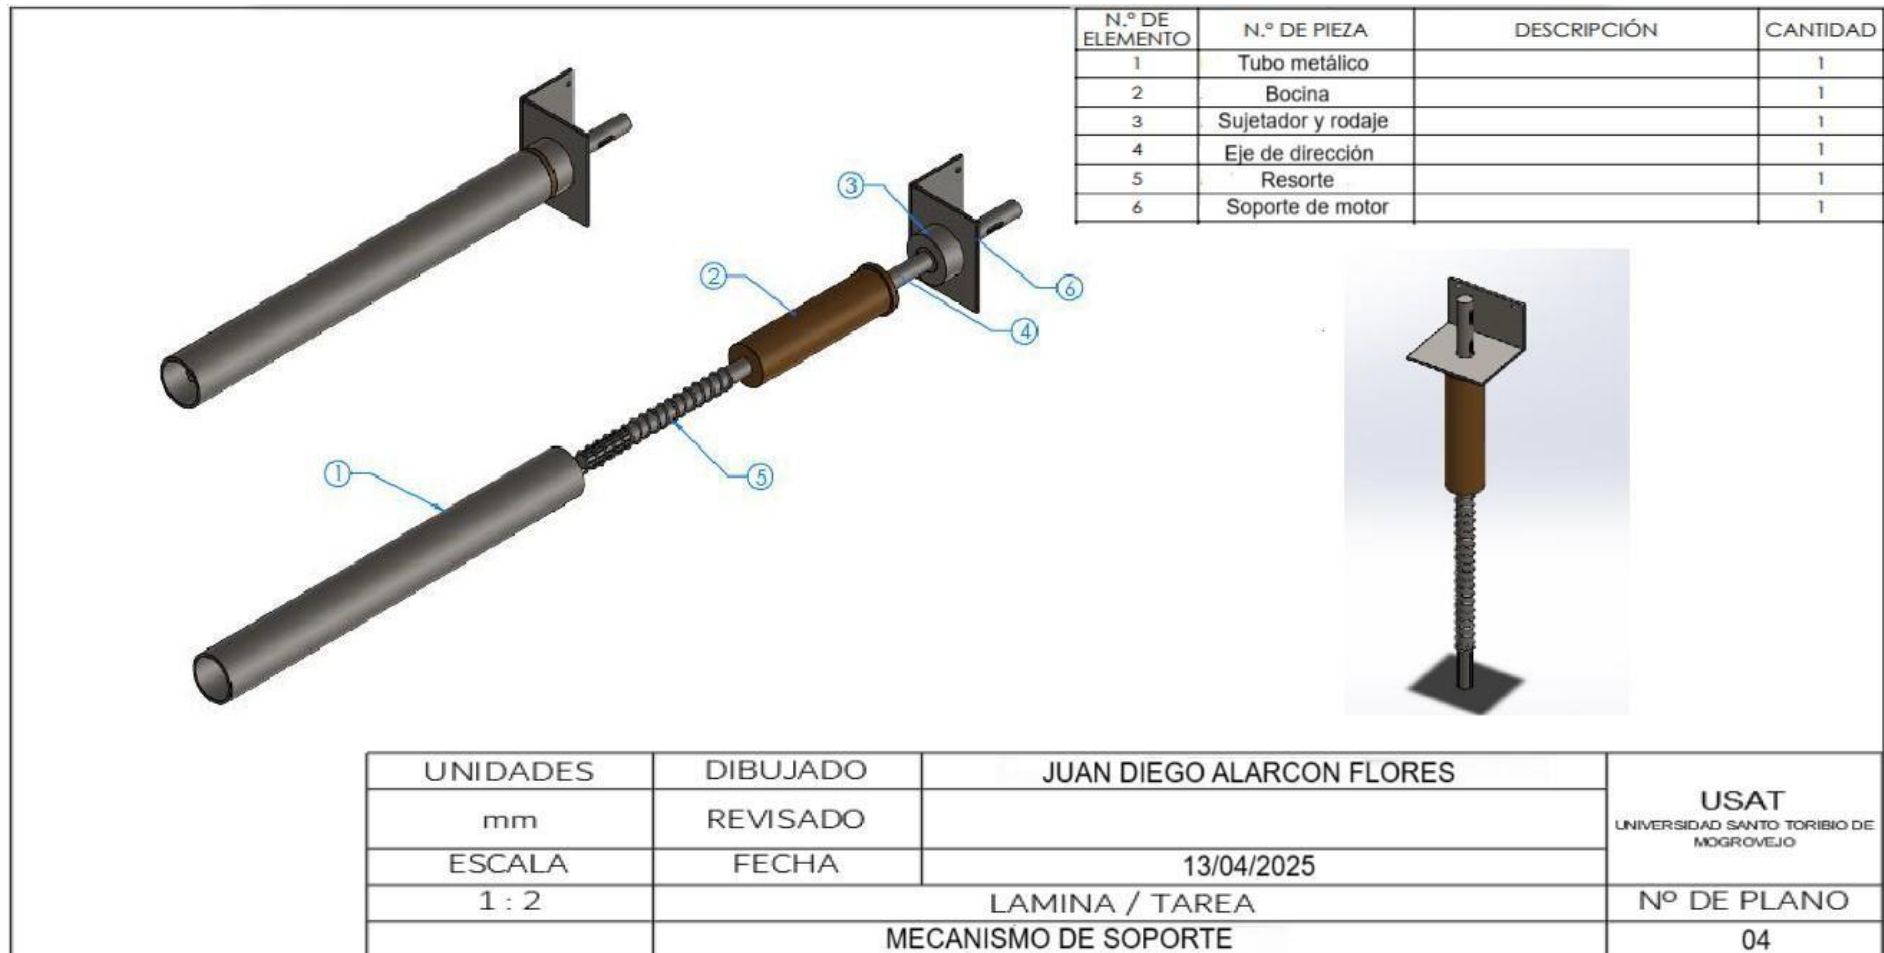 N.º DE ELEMENTO N.º DE PIEZA DESCRIPCIÓN CANTIDAD
1 Tubo metálico 1
2 Bocina 1
3 Sujetador y rodaje 1
4 Eje de dirección 1
5 Resorte 1
6 Soporte de motor 1
3
2
6
4
1
5
UNIDADES DIBUJADO JUAN DIEGO ALARCON FLORES
mm REVISADO
USAT
UNIVERSIDAD SANTO TORIBIO DE
MOGROVEJO
ESCALA FECHA 13/04/2025
1 : 2 LAMINA / TAREA Nº DE PLANO
MECANISMO DE SOPORTE 04